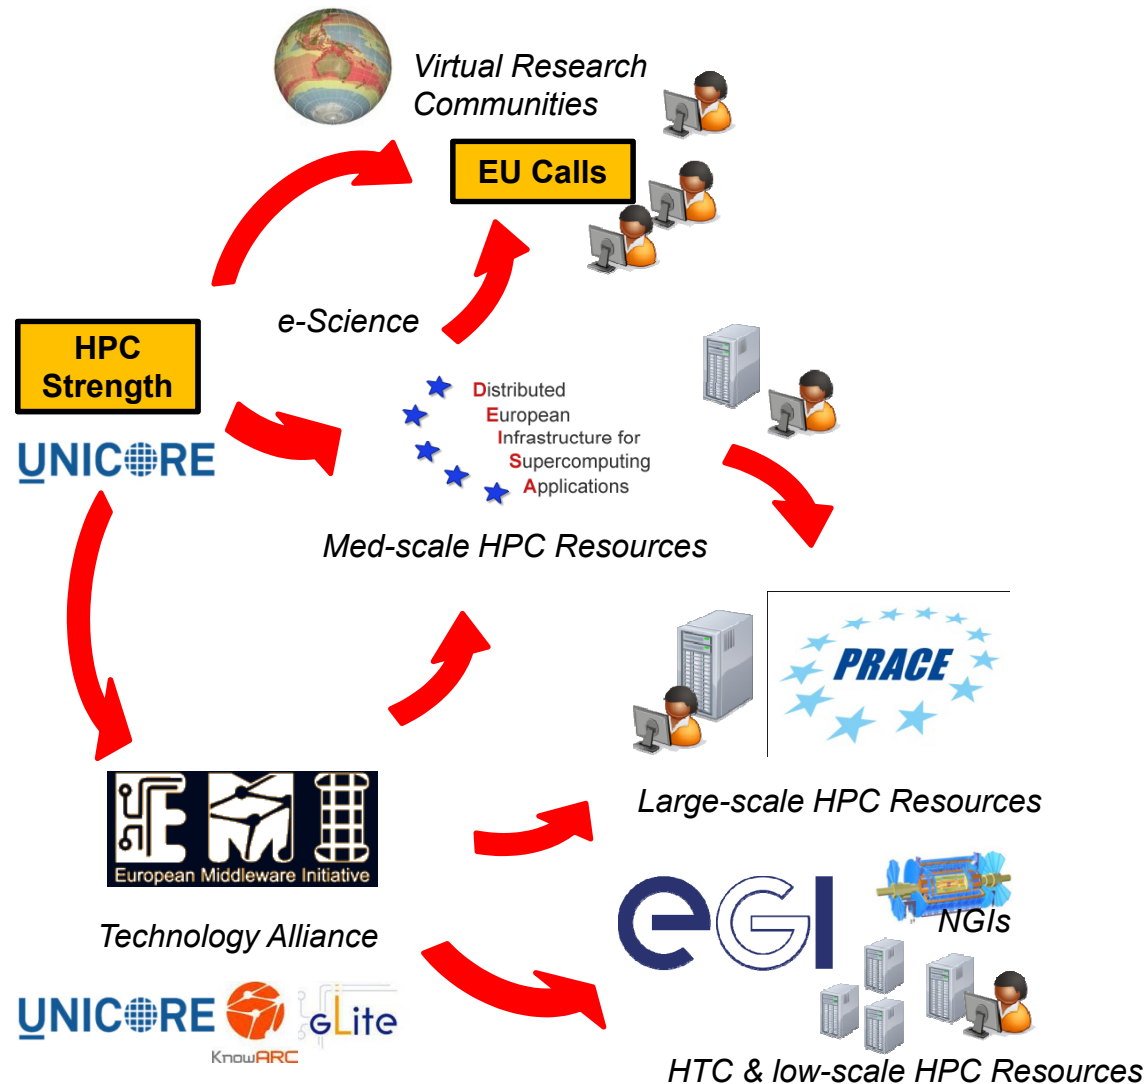 Virtual Research
Communities
EU Calls
e-Science
HPC
Strength
UNICORE
Distributed
European
Infrastructure for
Supercomputing
Applications
Med-scale HPC Resources
PRACE
Large-scale HPC Resources
EMI
European Middleware Initiative
Technology Alliance
UNICORE
KnowARC
gLite
eGI
NGIs
HTC & low-scale HPC Resources